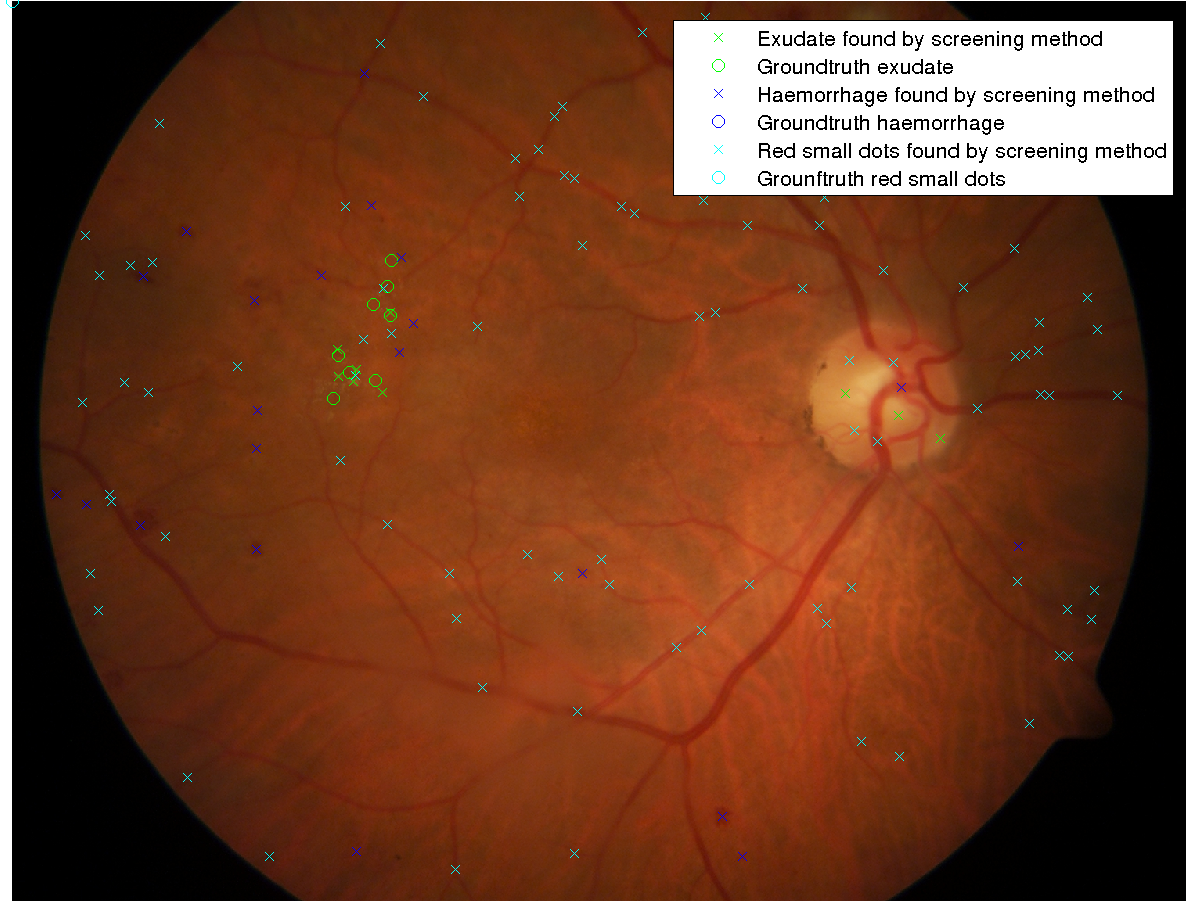 Exudate found by screening method
Groundtruth exudate
Haemorrhage found by screening method
Groundtruth haemorrhage
Red small dots found by screening method
Grounftruth red small dots